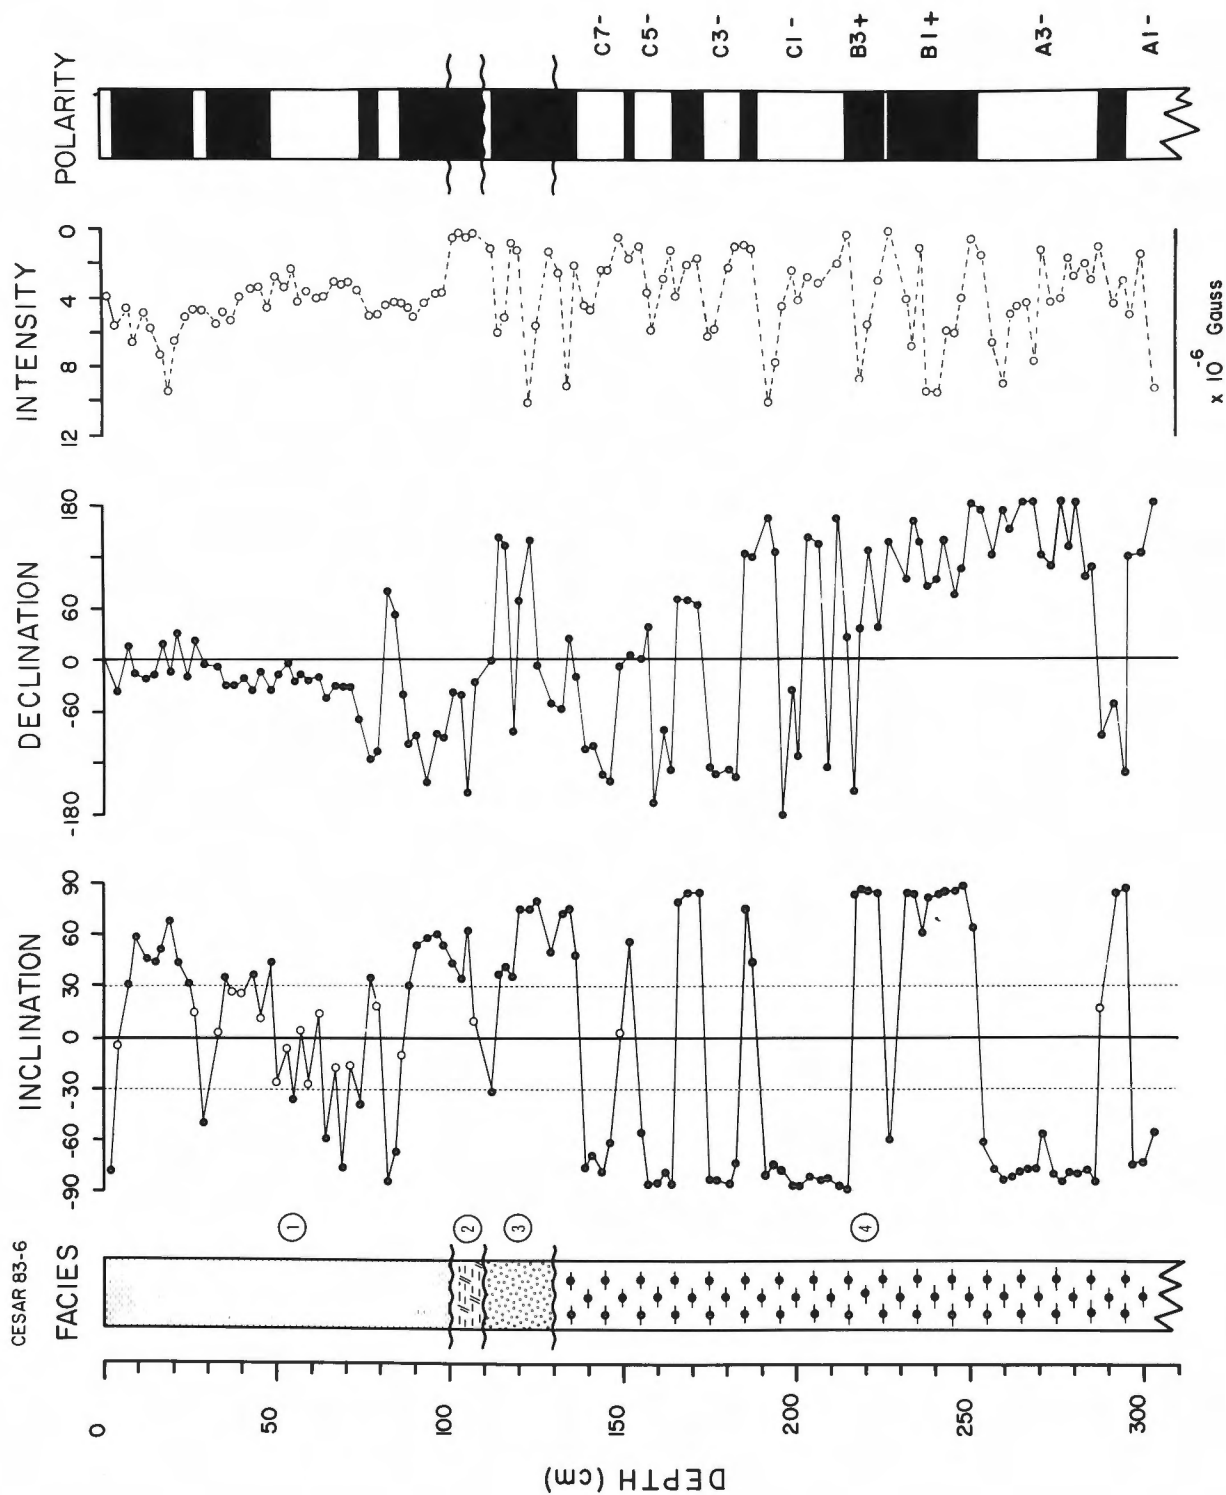 CESAR 83-6
FACIES
INCLINATION
DECLINATION
INTENSITY
POLARITY
-90 -60 -30 0 30 60 90
-180 -60 0 60 180
12 8 4 0
x 10-6 Gauss
DEPTH (cm)
0
50
100
150
200
250
300
1
2
3
4
C7-
C5-
C3-
C1-
B3+
B1+
A3-
A1-